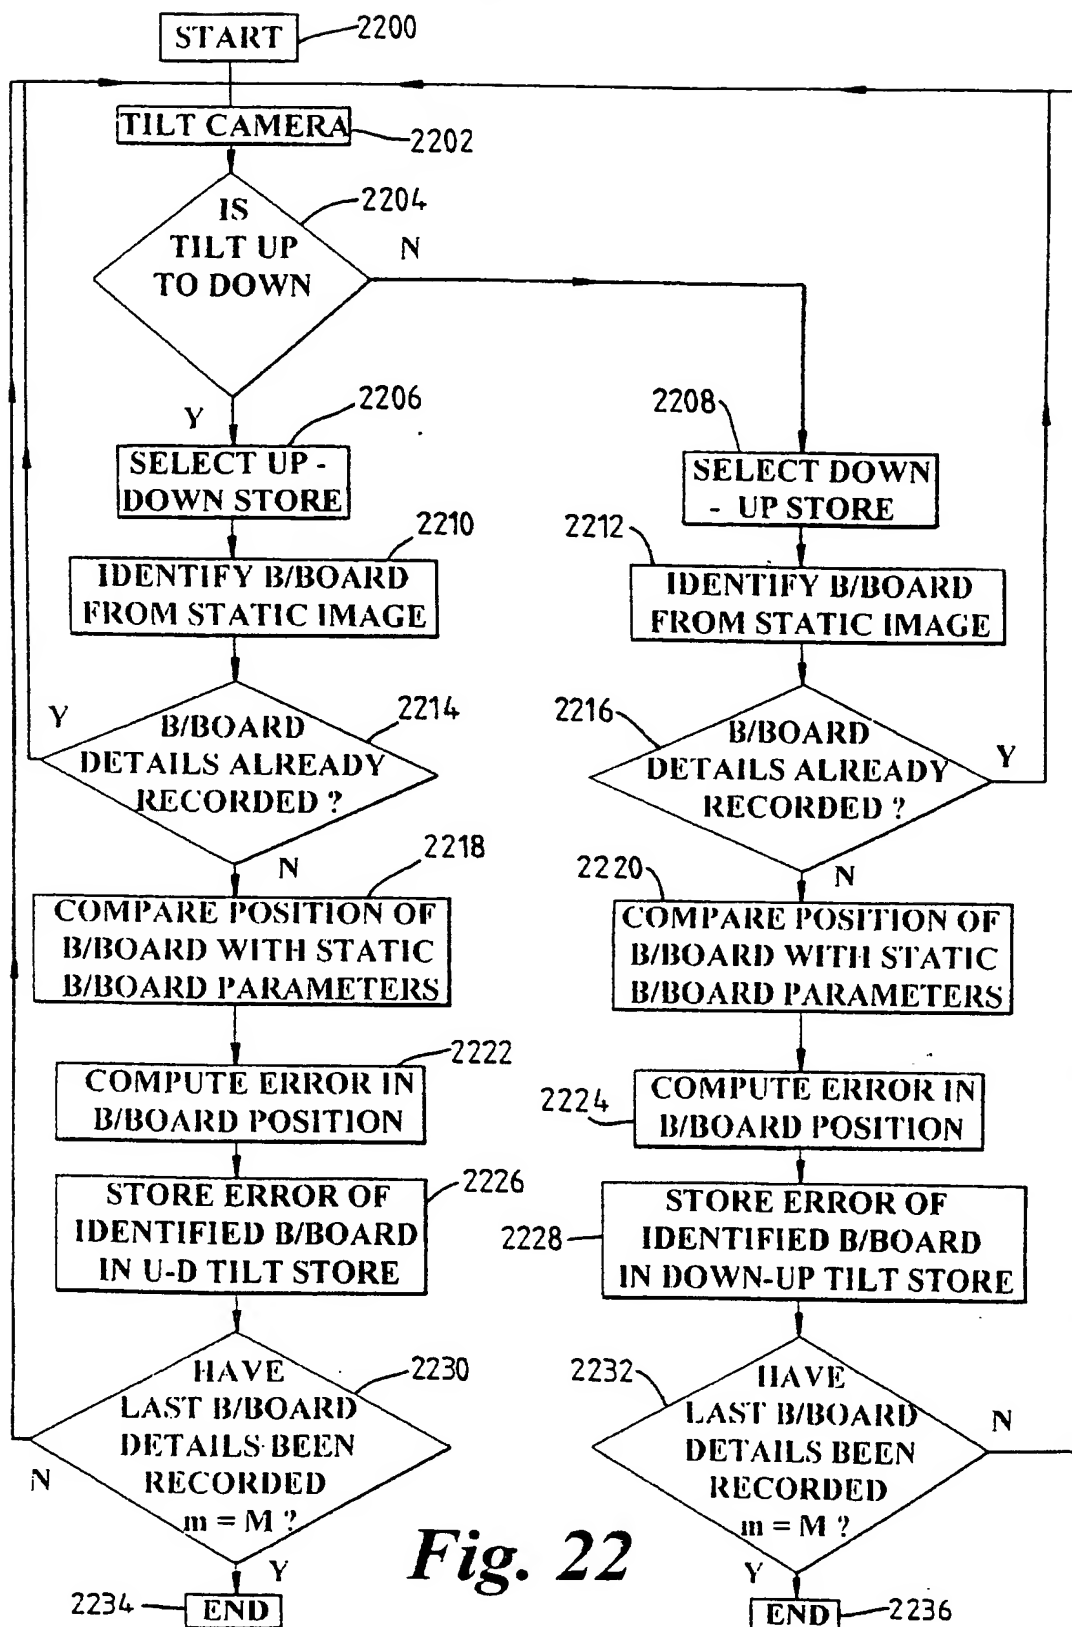 START
2200
TILT CAMERA
2202
IS
TILT UP
TO DOWN
2204
N
Y
2206
SELECT UP -
DOWN STORE
2208
SELECT DOWN
- UP STORE
2210
IDENTIFY B/BOARD
FROM STATIC IMAGE
2212
IDENTIFY B/BOARD
FROM STATIC IMAGE
Y
B/BOARD
DETAILS ALREADY
RECORDED ?
2214
N
2216
B/BOARD
DETAILS ALREADY
RECORDED ?
Y
N
2218
COMPARE POSITION OF
B/BOARD WITH STATIC
B/BOARD PARAMETERS
2220
COMPARE POSITION OF
B/BOARD WITH STATIC
B/BOARD PARAMETERS
2222
COMPUTE ERROR IN
B/BOARD POSITION
2224
COMPUTE ERROR IN
B/BOARD POSITION
2226
STORE ERROR OF
IDENTIFIED B/BOARD
IN U-D TILT STORE
2228
STORE ERROR OF
IDENTIFIED B/BOARD
IN DOWN-UP TILT STORE
2230
HAVE
LAST B/BOARD
DETAILS BEEN
RECORDED
m = M ?
N
Y
2232
HAVE
LAST B/BOARD
DETAILS BEEN
RECORDED
m = M ?
N
Y
2234
END
END
2236
Fig. 22